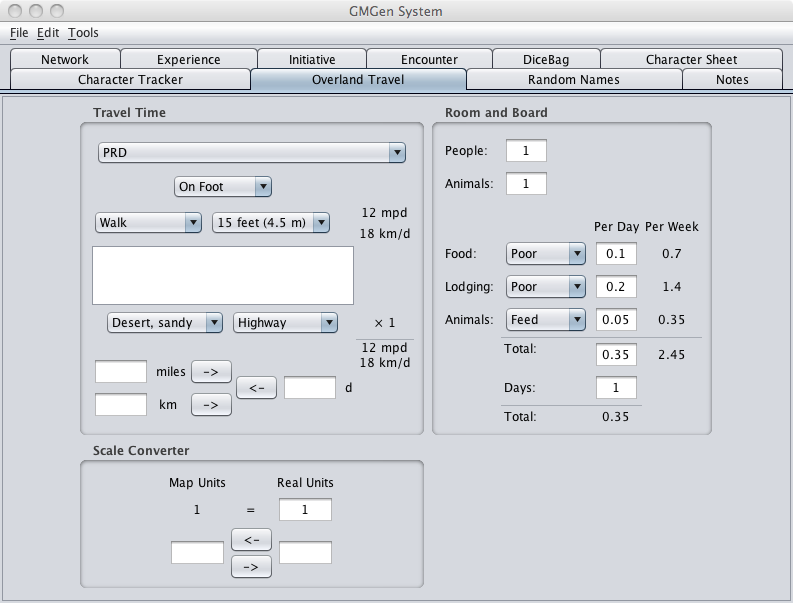 GMGen System
File Edit Tools
Network Experience Initiative Encounter DiceBag Character Sheet
Character Tracker Overland Travel Random Names Notes
Travel Time
PRD
On Foot
Walk 15 feet (4.5 m) 12 mpd
18 km/d
Desert, sandy Highway × 1
12 mpd
18 km/d
miles ->
<- d
km ->
Room and Board
People: 1
Animals: 1
Per Day Per Week
Food: Poor 0.1 0.7
Lodging: Poor 0.2 1.4
Animals: Feed 0.05 0.35
Total: 0.35 2.45
Days: 1
Total: 0.35
Scale Converter
Map Units Real Units
1 = 1
<-
->